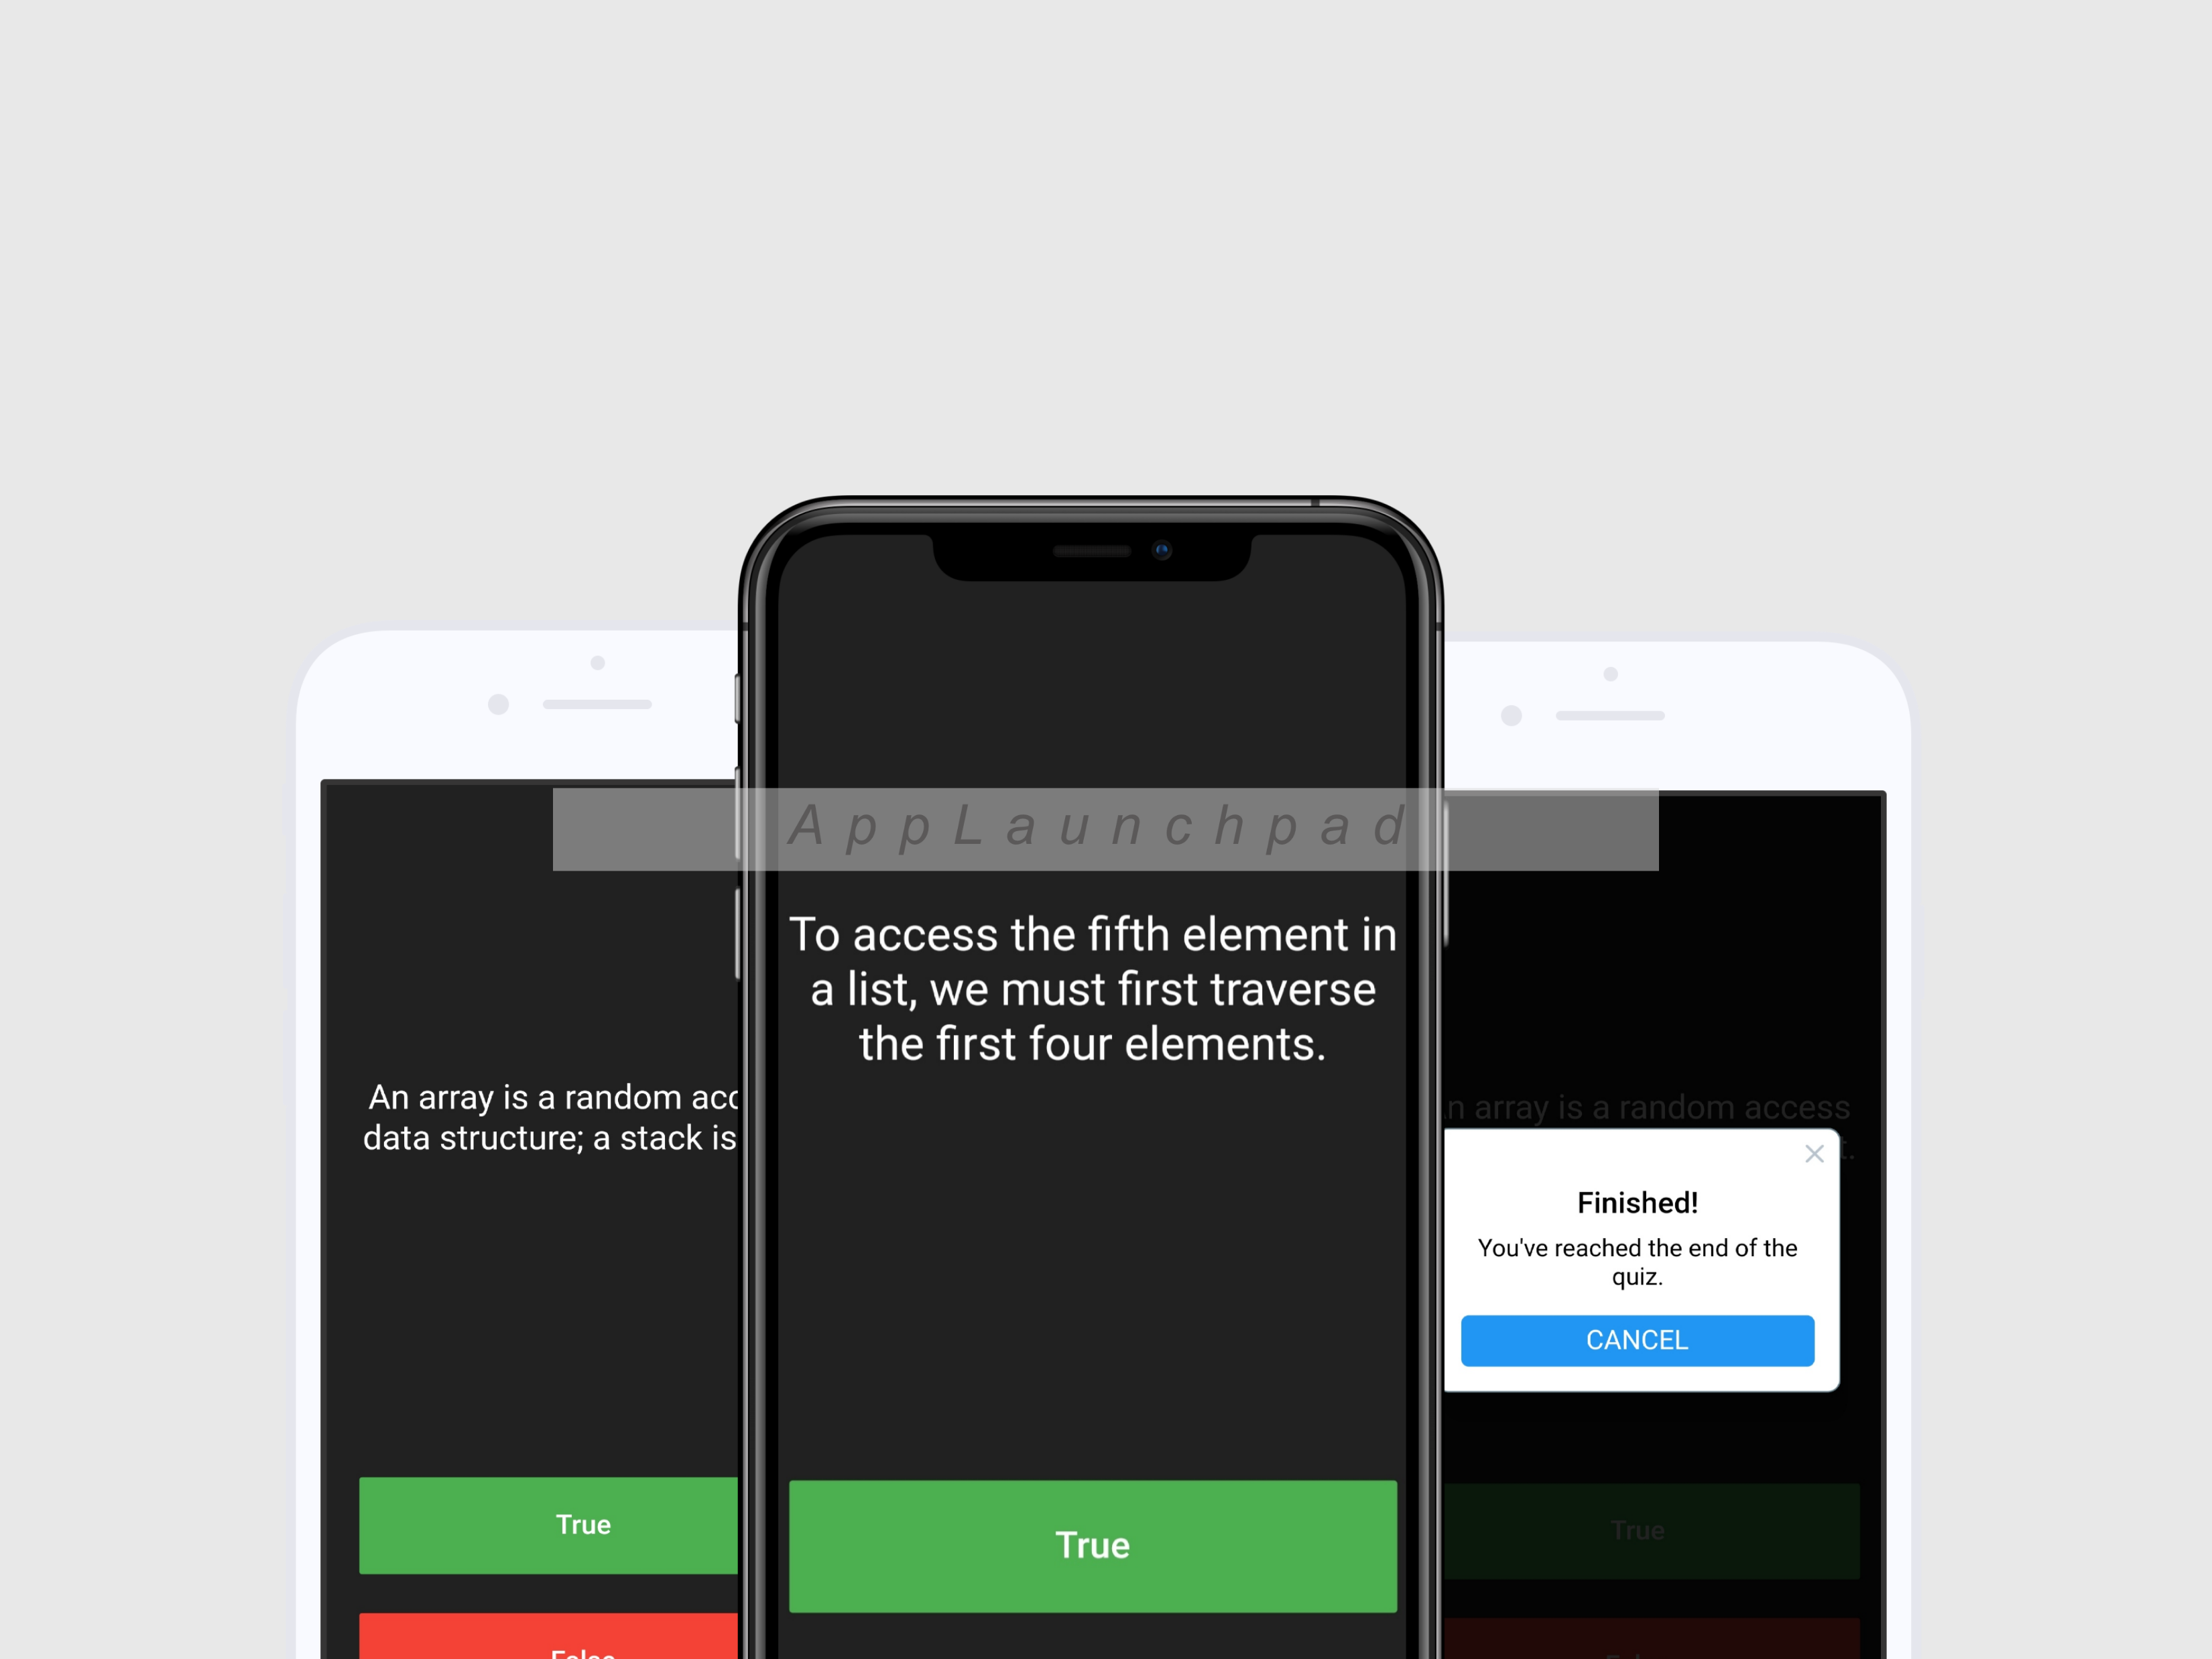 AppLaunchpad
An array is a random acc
data structure; a stack is
True
False
To access the fifth element in
a list, we must first traverse
the first four elements.
True
n array is a random access
t.
Finished!
You've reached the end of the
quiz.
CANCEL
True